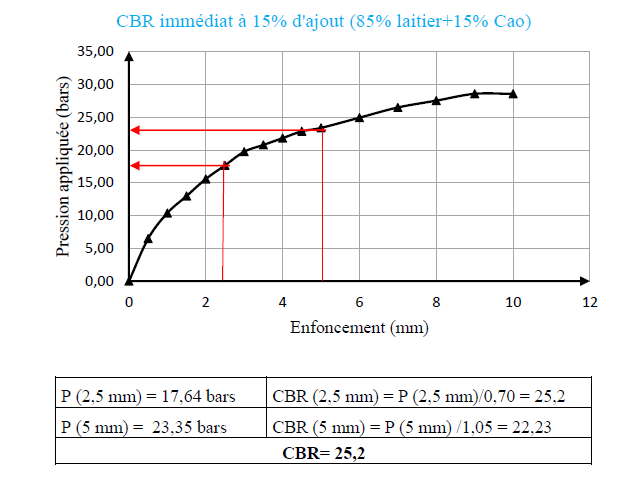 CBR immédiat à 15% d'ajout (85% laitier+15% Cao)
35,00
30,00
25,00
20,00
15,00
10,00
5,00
0,00
Pression appliquée (bars)
0 2 4 6 8 10 12
Enfoncement (mm)
P (2,5 mm) = 17,64 bars CBR (2,5 mm) = P (2,5 mm)/0,70 = 25,2
P (5 mm) = 23,35 bars CBR (5 mm) = P (5 mm) /1,05 = 22,23
CBR= 25,2